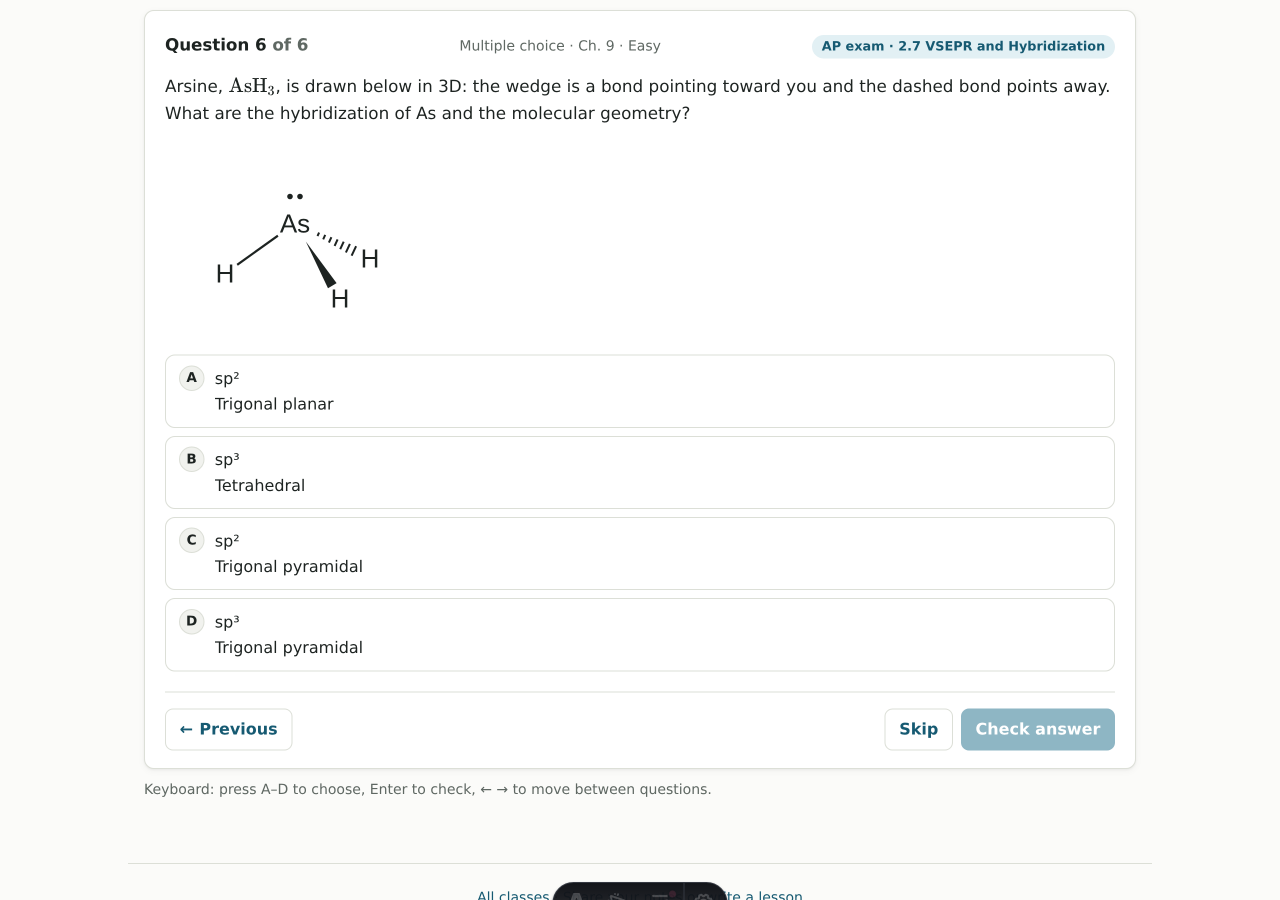 Question 6 of 6
Multiple choice · Ch. 9 · Easy
AP exam · 2.7 VSEPR and Hybridization
Arsine, AsH₃, is drawn below in 3D: the wedge is a bond pointing toward you and the dashed bond points away.
What are the hybridization of As and the molecular geometry?
As
H
H
H
A
sp²
Trigonal planar
B
sp³
Tetrahedral
C
sp²
Trigonal pyramidal
D
sp³
Trigonal pyramidal
← Previous
Skip
Check answer
Keyboard: press A–D to choose, Enter to check, ← → to move between questions.
All classes
a lesson